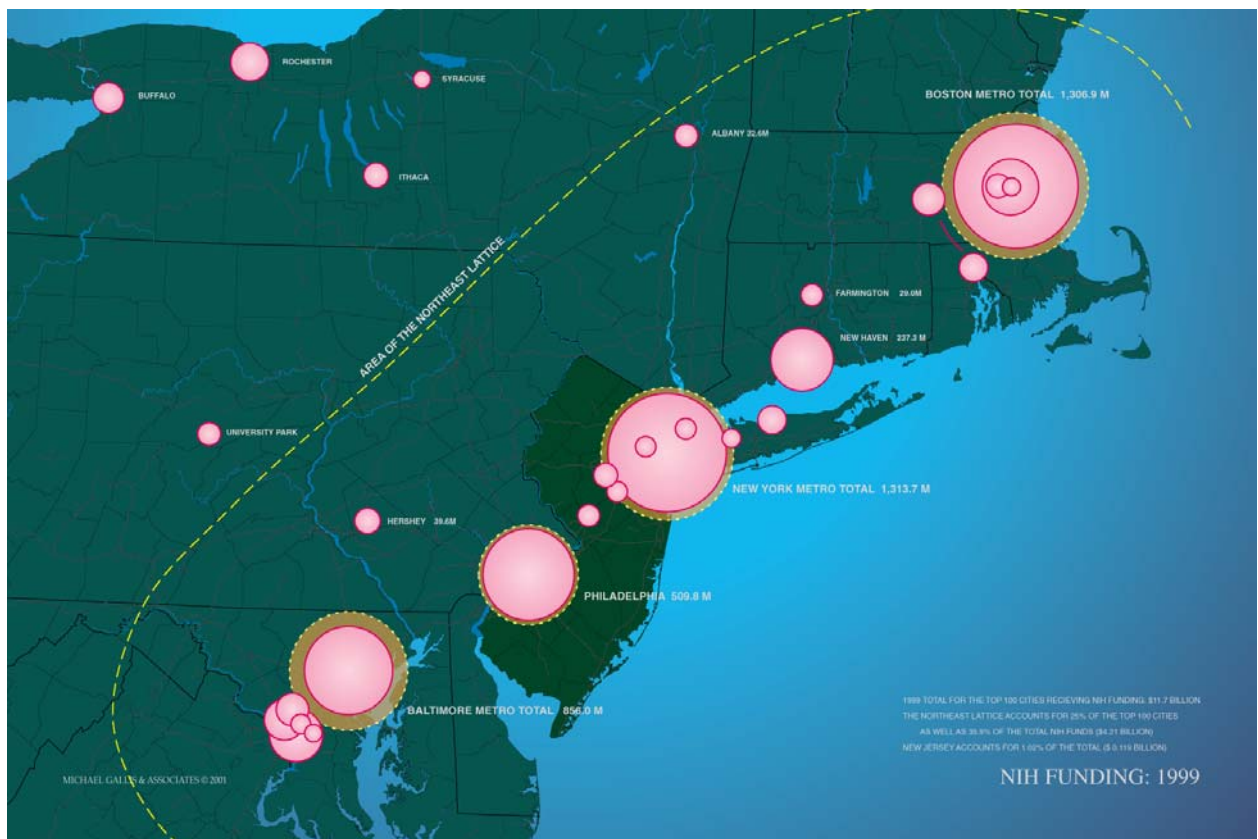 ROCHESTER
SYRACUSE
BUFFALO
BOSTON METRO TOTAL 1,306.9 M
ALBANY 22.6M
ITHACA
AREA OF THE NORTHEAST LATTICE
FARMINGTON 29.0M
NEW HAVEN 237.3 M
UNIVERSITY PARK
NEW YORK METRO TOTAL 1,313.7 M
HERSHEY 39.6M
PHILADELPHIA 509.8 M
BALTIMORE METRO TOTAL 856.0 M
1999 TOTAL FOR THE TOP 100 CITIES RECIEVING NIH FUNDING: $11.7 BILLION
THE NORTHEAST LATTICE ACCOUNTS FOR 25% OF THE TOP 100 CITIES
AS WELL AS OF THE TOTAL NIH FUNDS ($4.21 BILLION)
NEW JERSEY ACCOUNTS FOR 1.02% OF THE TOTAL ($ 0.119 BILLION)
MICHAEL GALLIS & ASSOCIATES © 2001
NIH FUNDING: 1999